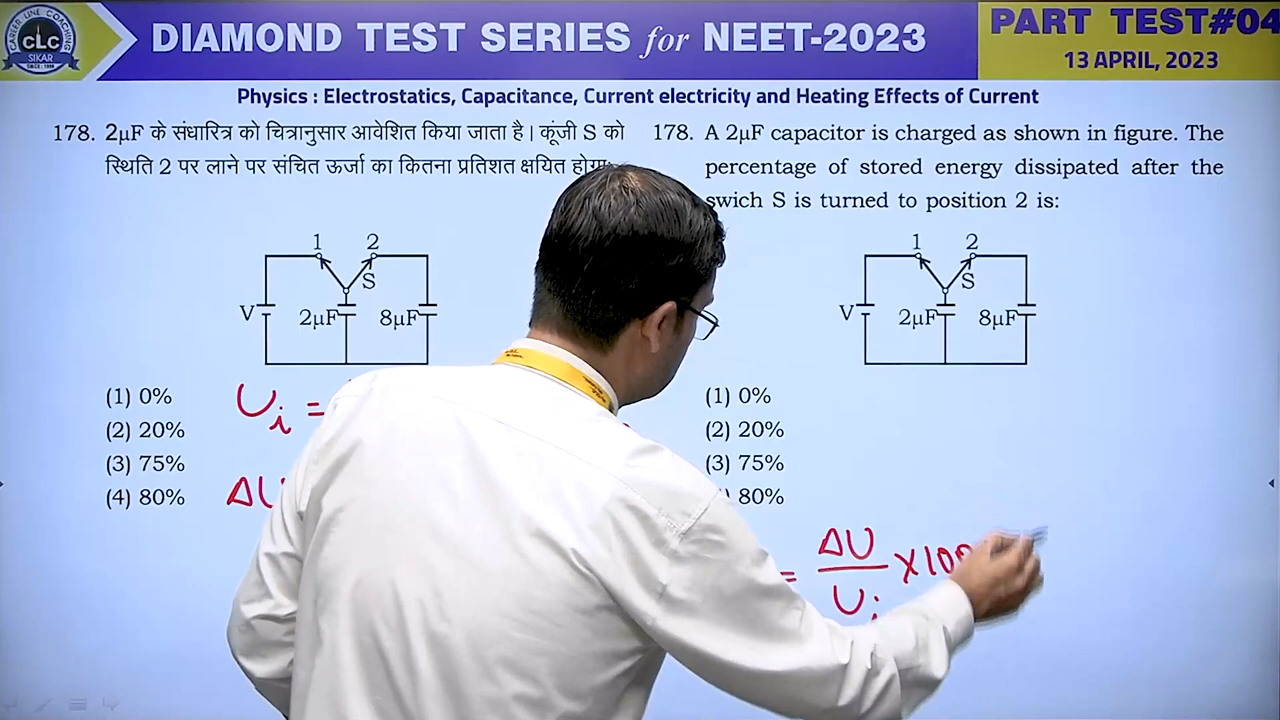 CAREER LINE COACHING
CLC
SIKAR
SINCE : 1996
DIAMOND TEST SERIES for NEET-2023
PART TEST#04
13 APRIL, 2023
Physics : Electrostatics, Capacitance, Current electricity and Heating Effects of Current
178. 2µF के संधारित्र को चित्रानुसार आवेशित किया जाता है। कूंजी S को
स्थिति 2 पर लाने पर संचित ऊर्जा का कितना प्रतिशत क्षयित होगा:
1 2
S
V 2µF 8µF
(1) 0%
(2) 20%
(3) 75%
(4) 80%
U i =
ΔU
178. A 2µF capacitor is charged as shown in figure. The
percentage of stored energy dissipated after the
swich S is turned to position 2 is:
1 2
S
V 2µF 8µF
(1) 0%
(2) 20%
(3) 75%
80%
= ΔU / U i × 100